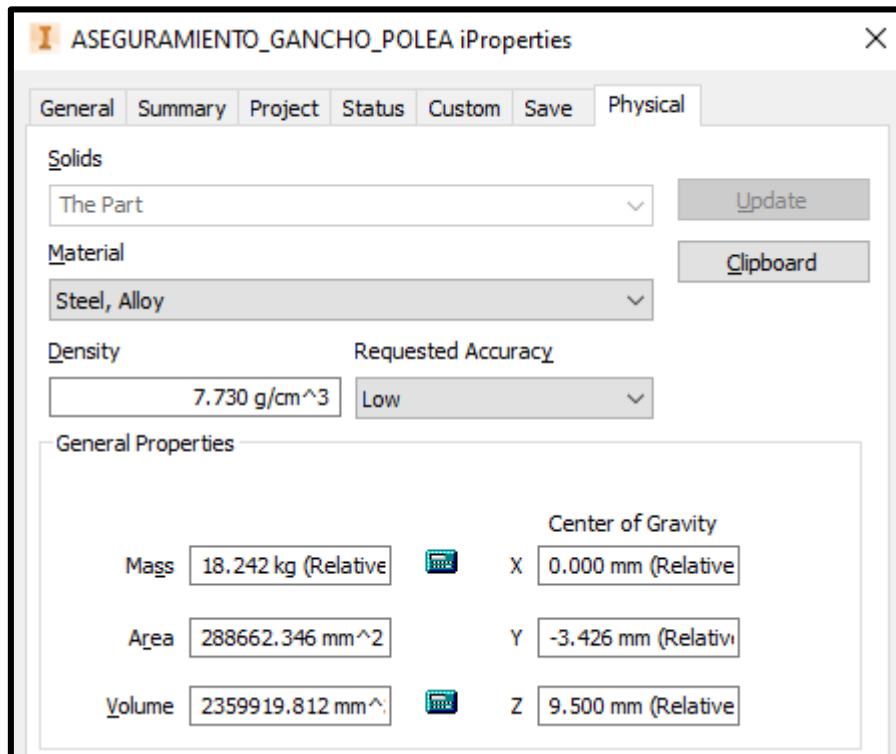 ASEGURAMIENTO_GANCHO_POLEA iProperties
General Summary Project Status Custom Save Physical
Solids
The Part
Update
Material
Clipboard
Steel, Alloy
Density Requested Accuracy
7.730 g/cm^3 Low
General Properties
Center of Gravity
Mass 18.242 kg (Relative X 0.000 mm (Relative
Area 288662.346 mm^2 Y -3.426 mm (Relativ
Volume 2359919.812 mm^ Z 9.500 mm (Relative